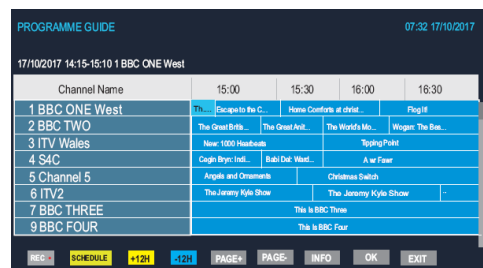 PROGRAMME GUIDE 07:32 17/10/2017
17/10/2017 14:15-15:10 1 BBC ONE West
Channel Name 15:00 15:30 16:00 16:30
1 BBC ONE West Th.... Escape to the C... Home Comforts at christ... Flog It!
2 BBC TWO The Great Britis... The Great Anit... The World's Mo... Wogan: The Bes...
3 ITV Wales New: 1000 Heartbeats Tipping Point
4 S4C Cegin Bryn: Indi... Babi Del: Ward... A wr Fawr
5 Channel 5 Angels and Ornaments Christmas Switch
6 ITV2 The Jeramy Kyle Show The Jeremy Kyle Show ..
7 BBC THREE This Is BBC Three
9 BBC FOUR This Is BBC Four
REC SCHEDULE +12H -12H PAGE+ PAGE- INFO OK EXIT